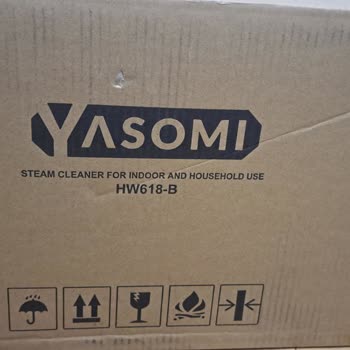 YASOMI
STEAM CLEANER FOR INDOOR AND HOUSEHOLD USE
HW618-B